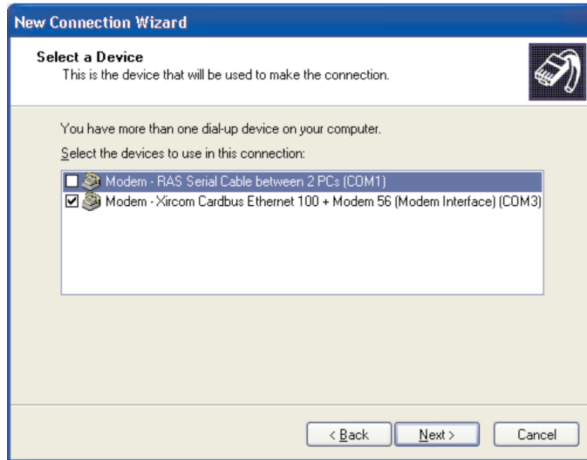 New Connection Wizard
Select a Device
This is the device that will be used to make the connection.
You have more than one dial-up device on your computer.
Select the devices to use in this connection:
Modem - RAS Serial Cable between 2 PCs (COM1)
Modem - Xircom Cardbus Ethernet 100 + Modem 56 (Modem Interface) (COM3)
< Back
Next >
Cancel